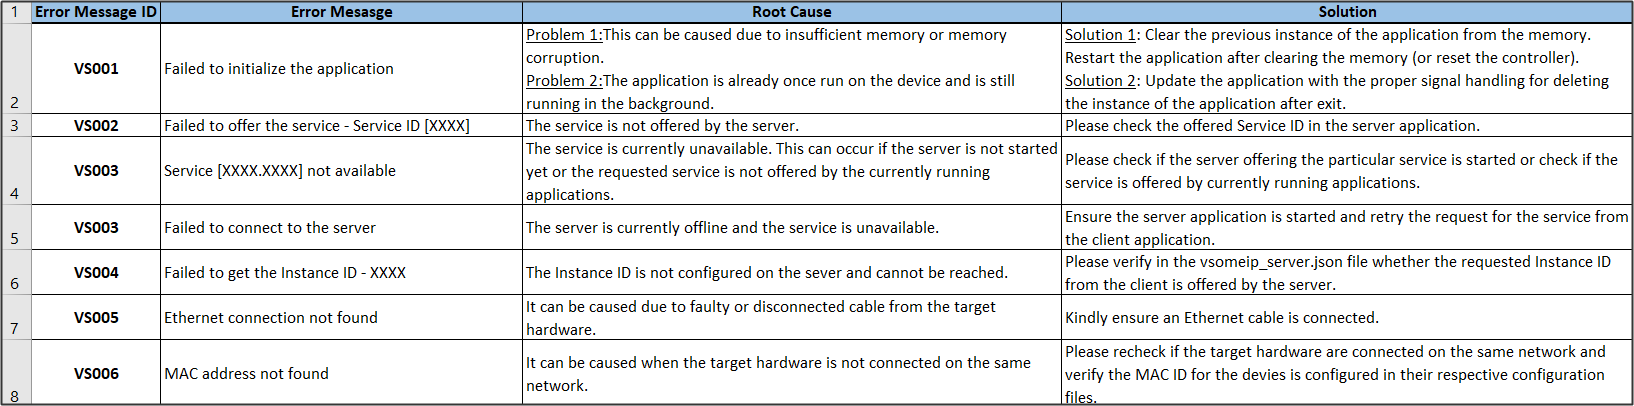 1 Error Message ID Error Mesasge Root Cause Solution
2 VS001 Failed to initialize the application
Problem 1:This can be caused due to insufficient memory or memory
corruption.
Problem 2:The application is already once run on the device and is still
running in the background.
Solution 1: Clear the previous instance of the application from the memory.
Restart the application after clearing the memory (or reset the controller).
Solution 2: Update the application with the proper signal handling for deleting
the instance of the application after exit.
3 VS002 Failed to offer the service - Service ID [XXXX] The service is not offered by the server. Please check the offered Service ID in the server application.
4 VS003 Service [XXXX.XXXX] not available
The service is currently unavailable. This can occur if the server is not started
yet or the requested service is not offered by the currently running
applications.
Please check if the server offering the particular service is started or check if the
service is offered by currently running applications.
5 VS003 Failed to connect to the server The server is currently offline and the service is unavailable.
Ensure the server application is started and retry the request for the service from
the client application.
6 VS004 Failed to get the Instance ID - XXXX The Instance ID is not configured on the sever and cannot be reached.
Please verify in the vsomeip_server.json file whether the requested Instance ID
from the client is offered by the server.
7 VS005 Ethernet connection not found
It can be caused due to faulty or disconnected cable from the target
hardware.
Kindly ensure an Ethernet cable is connected.
8 VS006 MAC address not found
It can be caused when the target hardware is not connected on the same
network.
Please recheck if the target hardware are connected on the same network and
verify the MAC ID for the devies is configured in their respective configuration
files.